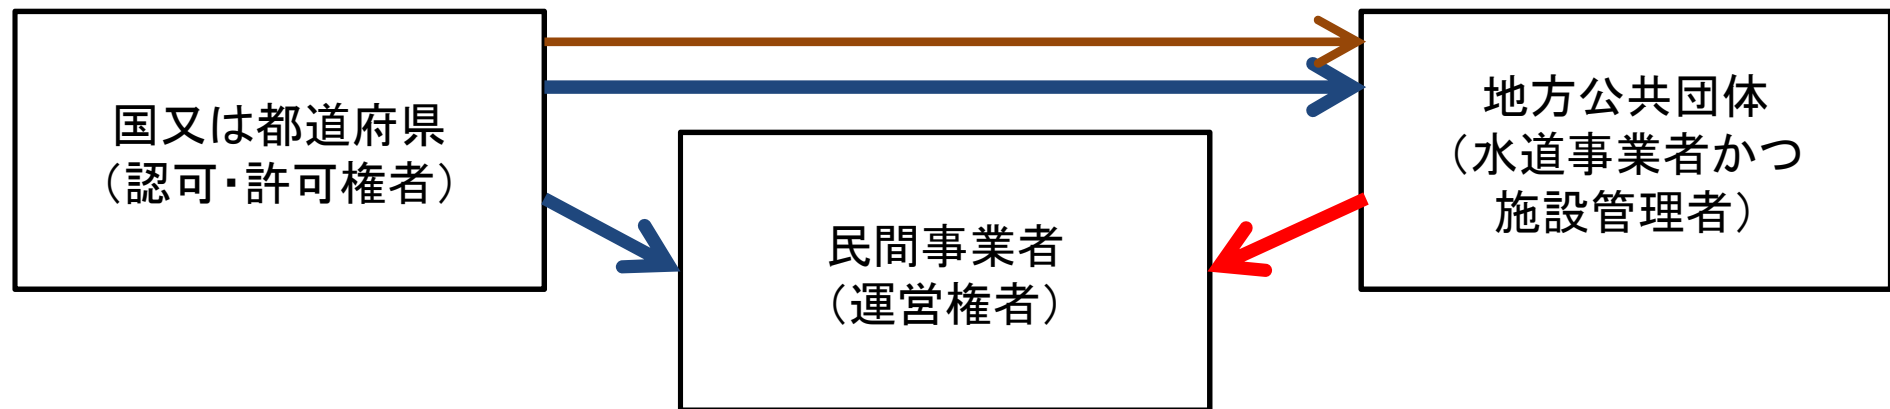 国又は都道府県
（認可・許可権者）
地方公共団体
（水道事業者かつ
施設管理者）
民間事業者
（運営権者）